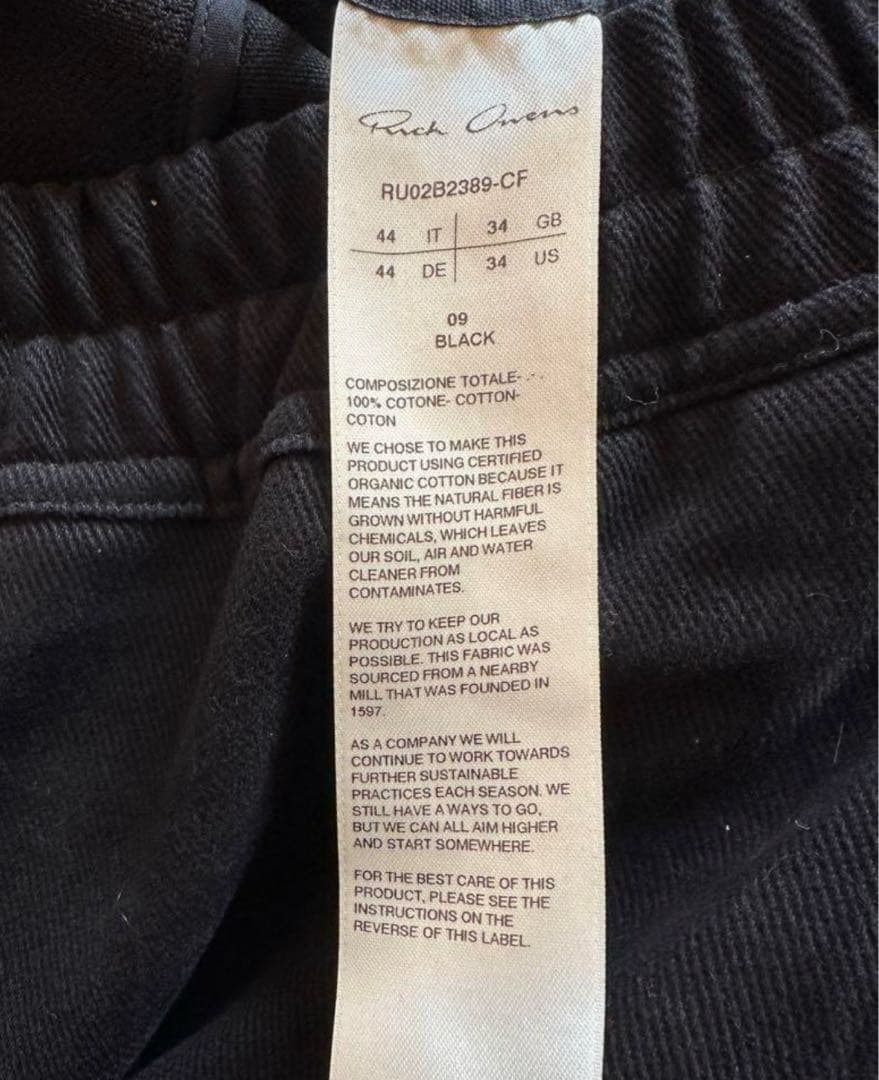 Rick Owens
RU02B2389-CF
44 IT 34 GB
44 DE 34 US
09
BLACK
COMPOSIZIONE TOTALE-
100% COTONE- COTTON-
COTON
WE CHOSE TO MAKE THIS
PRODUCT USING CERTIFIED
ORGANIC COTTON BECAUSE IT
MEANS THE NATURAL FIBER IS
GROWN WITHOUT HARMFUL
CHEMICALS, WHICH LEAVES
OUR SOIL, AIR AND WATER
CLEANER FROM
CONTAMINATES.
WE TRY TO KEEP OUR
PRODUCTION AS LOCAL AS
POSSIBLE. THIS FABRIC WAS
SOURCED FROM A NEARBY
MILL THAT WAS FOUNDED IN
1597.
AS A COMPANY WE WILL
CONTINUE TO WORK TOWARDS
FURTHER SUSTAINABLE
PRACTICES EACH SEASON. WE
STILL HAVE A WAYS TO GO,
BUT WE CAN ALL AIM HIGHER
AND START SOMEWHERE.
FOR THE BEST CARE OF THIS
PRODUCT, PLEASE SEE THE
INSTRUCTIONS ON THE
REVERSE OF THIS LABEL.